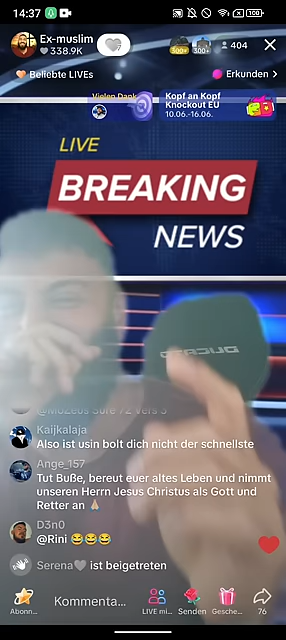 14:37
100
Ex-muslim
338.9K
500+
300+
404
Beliebte LIVEs
Erkunden >
Vielen Dank
Kopf an Kopf
Knockout EU
10.06.-16.06.
LIVE
BREAKING
NEWS
Kaijkalaja
Also ist usin bolt dich nicht der schnellste
Ange_157
Tut Buße, bereut euer altes Leben und nimmt
unseren Herrn Jesus Christus als Gott und
Retter an 🙏
D3n0
@Rini 😂😂😂
Serena🩶 ist beigetreten
Abonn...
Kommenta...
LIVE mi...
Senden
Gesche...
76